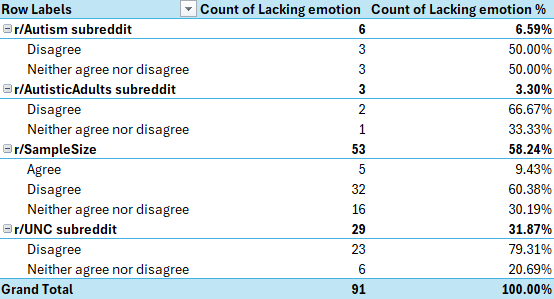 Row Labels Count of Lacking emotion Count of Lacking emotion %
r/Autism subreddit 6 6.59%
Disagree 3 50.00%
Neither agree nor disagree 3 50.00%
r/AutisticAdults subreddit 3 3.30%
Disagree 2 66.67%
Neither agree nor disagree 1 33.33%
r/SampleSize 53 58.24%
Agree 5 9.43%
Disagree 32 60.38%
Neither agree nor disagree 16 30.19%
r/UNC subreddit 29 31.87%
Disagree 23 79.31%
Neither agree nor disagree 6 20.69%
Grand Total 91 100.00%